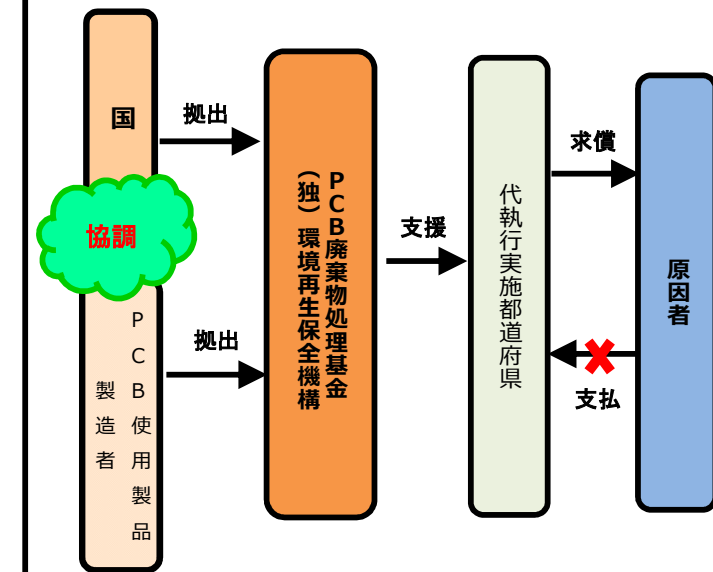 国
協調
PCB使用製品
製造者
拠出
拠出
PCB廃棄物処理基金
（独）環境再生保全機構
支援
代執行実施都道府県
求償
支払
原因者